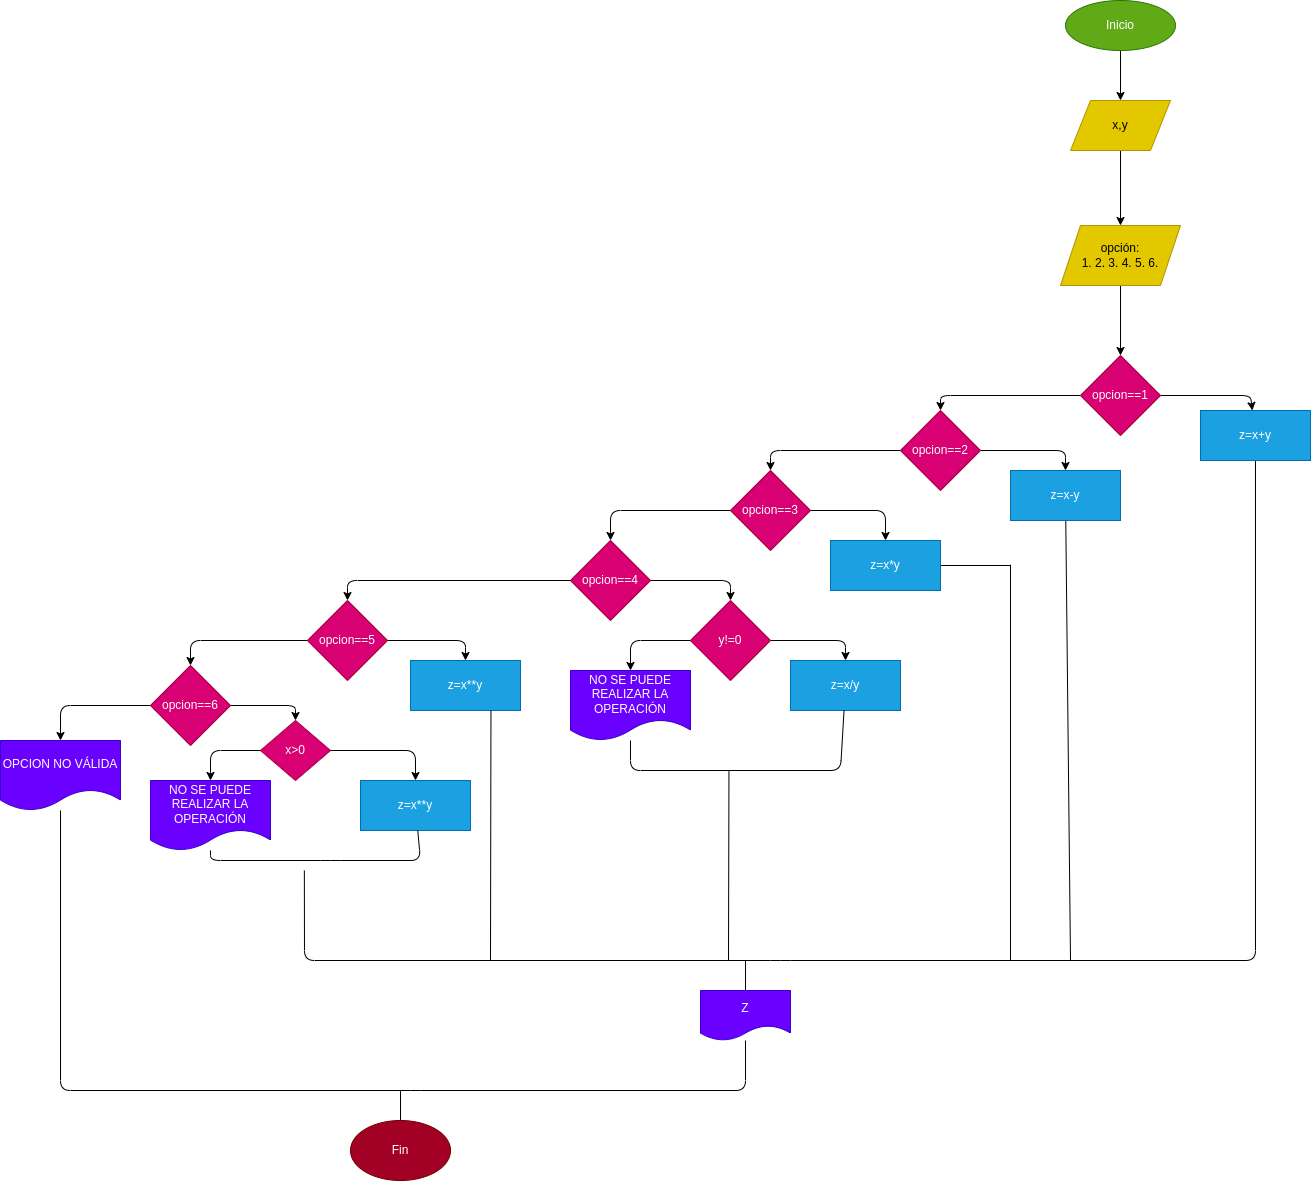 Inicio
x,y
opción:
1. 2. 3. 4. 5. 6.
opcion==1
z=x+y
opcion==2
z=x-y
opcion==3
z=x*y
opcion==4
y!=0
NO SE PUEDE
REALIZAR LA
OPERACIÓN
z=x/y
opcion==5
z=x**y
opcion==6
x>0
OPCION NO VÁLIDA
NO SE PUEDE
REALIZAR LA
OPERACIÓN
z=x**y
Z
Fin